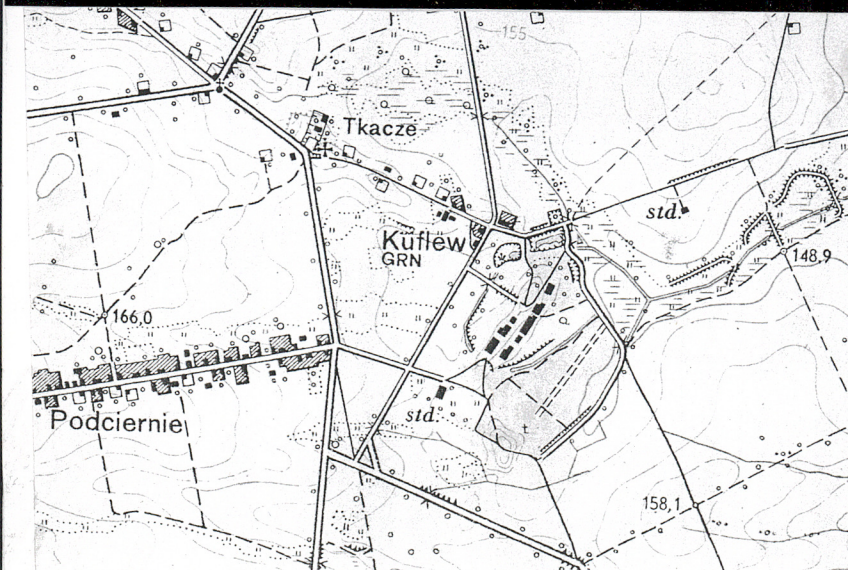 155
Tkacze
std.
Kuflew
GRN
148,9
166,0
std.
Podciernie
t
158,1